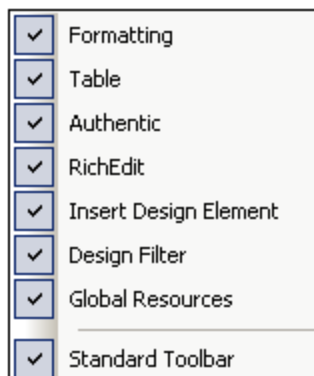 Formatting
Table
Authentic
RichEdit
Insert Design Element
Design Filter
Global Resources
Standard Toolbar